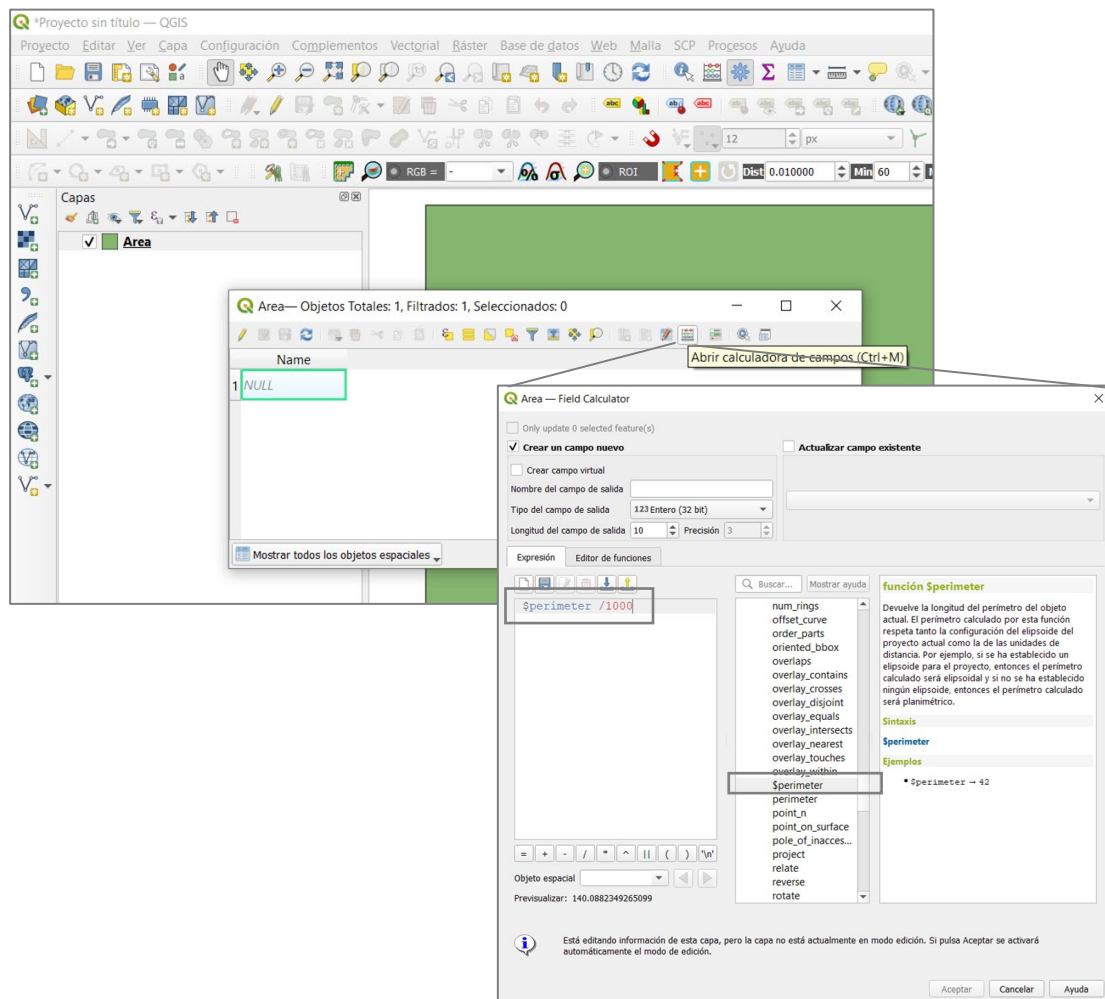 *Proyecto sin título — QGIS
Proyecto Editar Ver Capa Configuración Complementos Vectorial Ráster Base de datos Web Malla SCP Procesos Ayuda
12 px
RGB = - ROI Dist 0.010000 Min 60
Capas
Area
Area— Objetos Totales: 1, Filtrados: 1, Seleccionados: 0
Abrir calculadora de campos (Ctrl+M)
Name
1 NULL
Mostrar todos los objetos espaciales
Area — Field Calculator
Only update 0 selected feature(s)
Crear un campo nuevo
Actualizar campo existente
Crear campo virtual
Nombre del campo de salida
Tipo del campo de salida 123 Entero (32 bit)
Longitud del campo de salida 10 Precisión 3
Expresión Editor de funciones
$perimeter /1000
= + - / * ^ || ( ) '\n'
Objeto espacial
Previsualizar: 140.0882349265099
Buscar... Mostrar ayuda
num_rings
offset_curve
order_parts
oriented_bbox
overlaps
overlay_contains
overlay_crosses
overlay_disjoint
overlay_equals
overlay_intersects
overlay_nearest
overlay_touches
overlay_within
$perimeter
perimeter
point_n
point_on_surface
pole_of_inacces...
project
relate
reverse
rotate
función $perimeter
Devuelve la longitud del perímetro del objeto
actual. El perímetro calculado por esta función
respeta tanto la configuración del elipsoide del
proyecto actual como la de las unidades de
distancia. Por ejemplo, si se ha establecido un
elipsoide para el proyecto, entonces el perímetro
calculado será elipsoidal y si no se ha establecido
ningún elipsoide, entonces el perímetro calculado
será planimétrico.
Sintaxis
$perimeter
Ejemplos
• $perimeter → 42
Está editando información de esta capa, pero la capa no está actualmente en modo edición. Si pulsa Aceptar se activará
automáticamente el modo de edición.
Aceptar Cancelar Ayuda